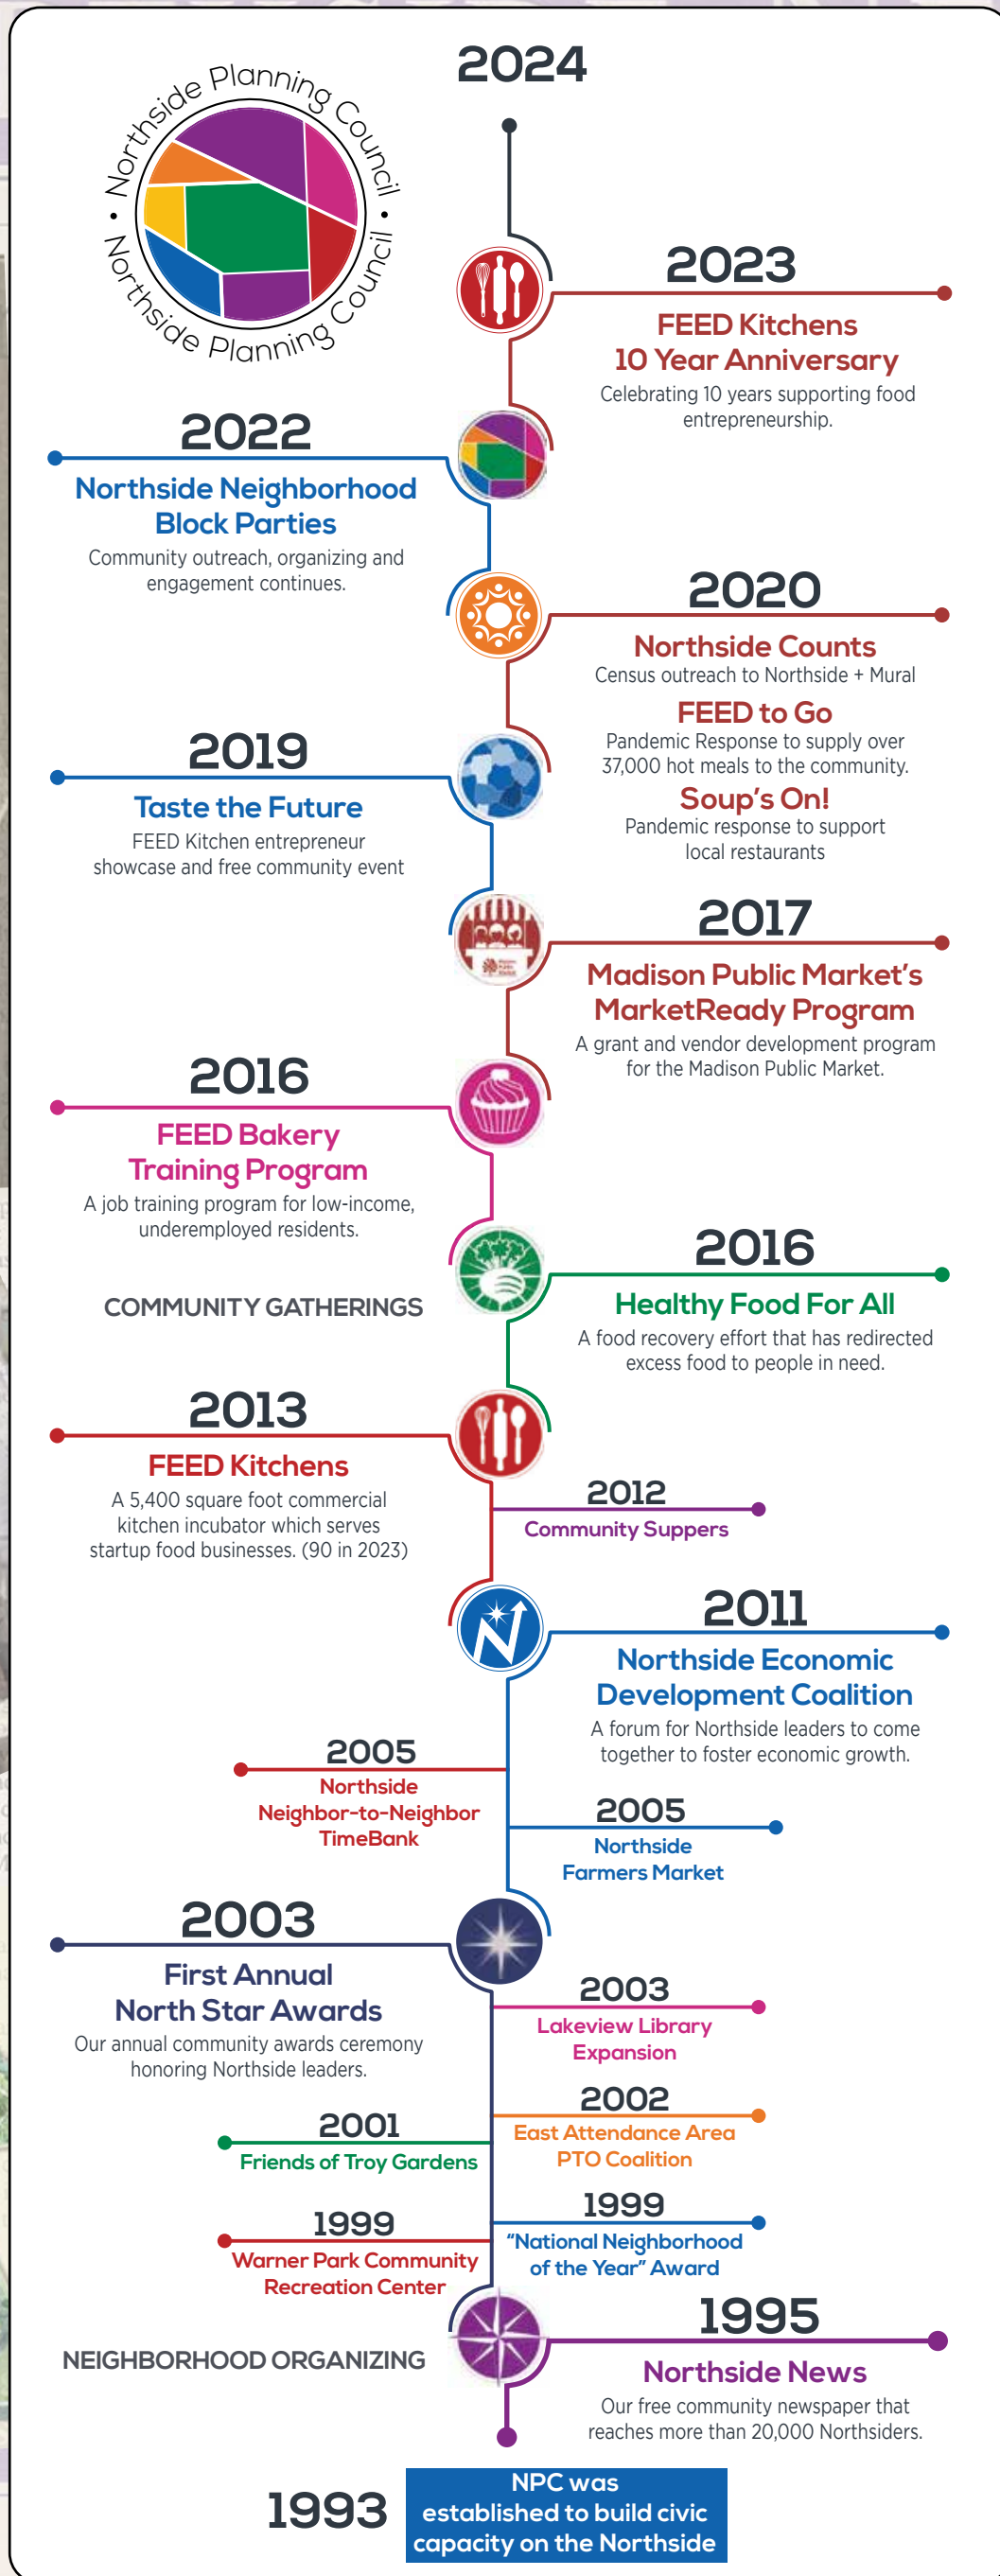 Northside Planning Council
Northside Planning Council
2024
2023
FEED Kitchens
10 Year Anniversary
Celebrating 10 years supporting food
entrepreneurship.
2022
Northside Neighborhood
Block Parties
Community outreach, organizing and
engagement continues.
2020
Northside Counts
Census outreach to Northside + Mural
FEED to Go
Pandemic Response to supply over
37,000 hot meals to the community.
Soup's On!
Pandemic response to support
local restaurants
2019
Taste the Future
FEED Kitchen entrepreneur
showcase and free community event
2017
Madison Public Market's
MarketReady Program
A grant and vendor development program
for the Madison Public Market.
2016
FEED Bakery
Training Program
A job training program for low-income,
underemployed residents.
2016
Healthy Food For All
A food recovery effort that has redirected
excess food to people in need.
COMMUNITY GATHERINGS
2013
FEED Kitchens
A 5,400 square foot commercial
kitchen incubator which serves
startup food businesses. (90 in 2023)
2012
Community Suppers
2011
Northside Economic
Development Coalition
A forum for Northside leaders to come
together to foster economic growth.
2005
Northside
Neighbor-to-Neighbor
TimeBank
2005
Northside
Farmers Market
2003
First Annual
North Star Awards
Our annual community awards ceremony
honoring Northside leaders.
2003
Lakeview Library
Expansion
2002
East Attendance Area
PTO Coalition
2001
Friends of Troy Gardens
1999
"National Neighborhood
of the Year" Award
1999
Warner Park Community
Recreation Center
1995
Northside News
Our free community newspaper that
reaches more than 20,000 Northsiders.
NEIGHBORHOOD ORGANIZING
1993
NPC was
established to build civic
capacity on the Northside